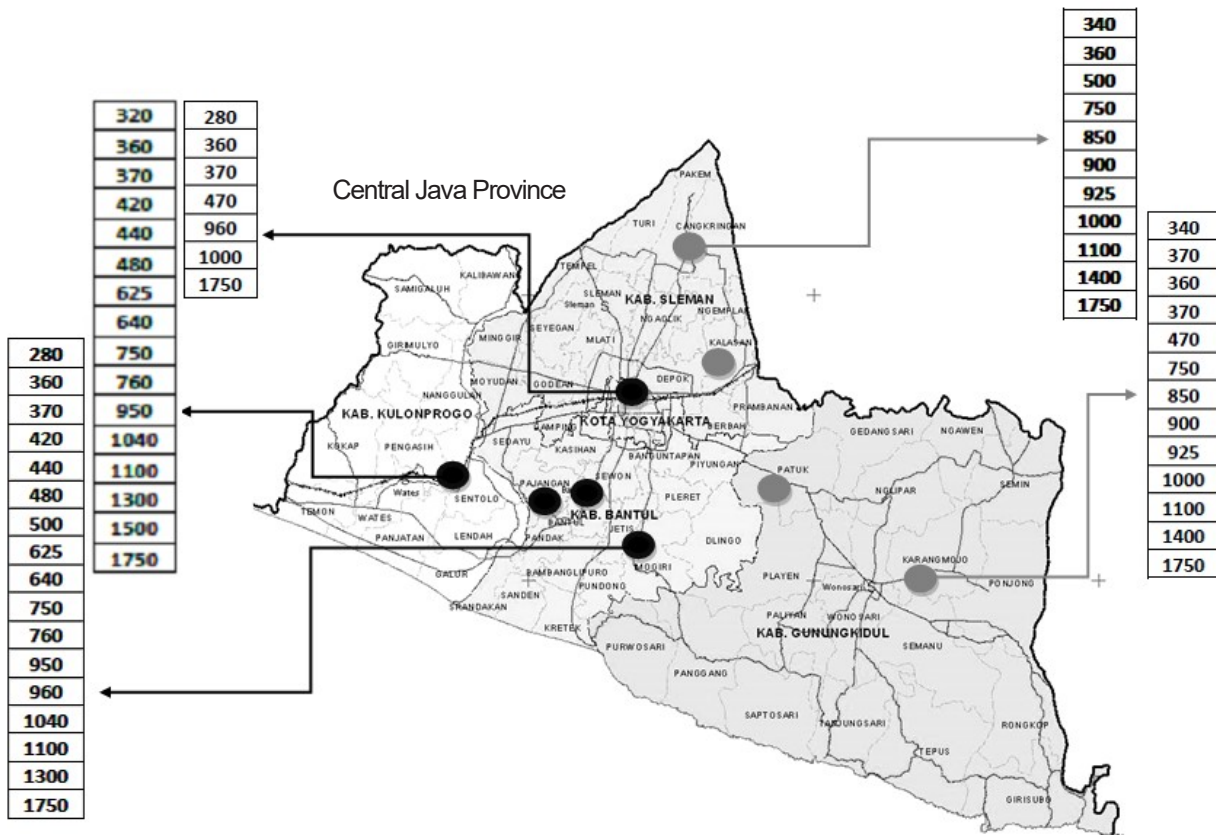 340
360
500
750
850
900
925
1000
1100
1400
1750
320
360
370
420
440
480
625
640
750
760
950
1040
1100
1300
1500
1750
280
360
370
470
960
1000
1750
Central Java Province
340
370
360
370
470
750
850
900
925
1000
1100
1400
1750
280
360
370
420
440
480
500
625
640
750
760
950
960
1040
1100
1300
1750
PAKEM
TURI
CANGKRINGAN
TEMPEL
KALIBAWANG
SAMIGALUH
SLEMAN
Sleman
KAB. SLEMAN
NGAGLIK
NGEMPLAK
SEYEGAN
MINGGIR
MLATI
GIRIMULYO
KALASAN
MOYUDAN
GODEAN
DEPOK
NANGGULAN
KAB. KULONPROGO
PRAMBANAN
KOTA YOGYAKARTA
GAMPING
BERBAH
GEDANGSARI
NGAWEN
KOKAP
PENGASIH
SEDAYU
KASIHAN
BANGUNTAPAN
PIYUNGAN
PATUK
SEWON
PAJANGAN
NGLIPAR
SEMIN
Wates
SENTOLO
PLERET
TEMON
WATES
KAB. BANTUL
BANTUL
JETIS
PANJATAN
LENDAH
PANDAK
DLINGO
MOGIRI
KARANGMOJO
GALUR
BAMBANGLIPURO
PUNDONG
PLAYEN
Wonosari
PONJONG
SANDEN
SRANDAKAN
PALIYAN
WONOSARI
KRETEK
KAB. GUNUNGKIDUL
PURWOSARI
SEMANU
PANGGANG
SAPTOSARI
TANJUNGSARI
RONGKOP
TEPUS
GIRISUBO